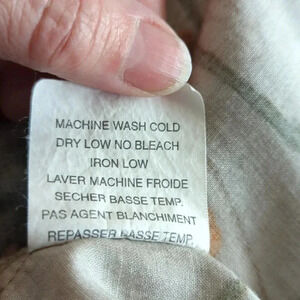 MACHINE WASH COLD
DRY LOW NO BLEACH
IRON LOW
LAVER MACHINE FROIDE
SECHER BASSE TEMP.
PAS AGENT BLANCHIMENT
REPASSER BASSE TEMP.